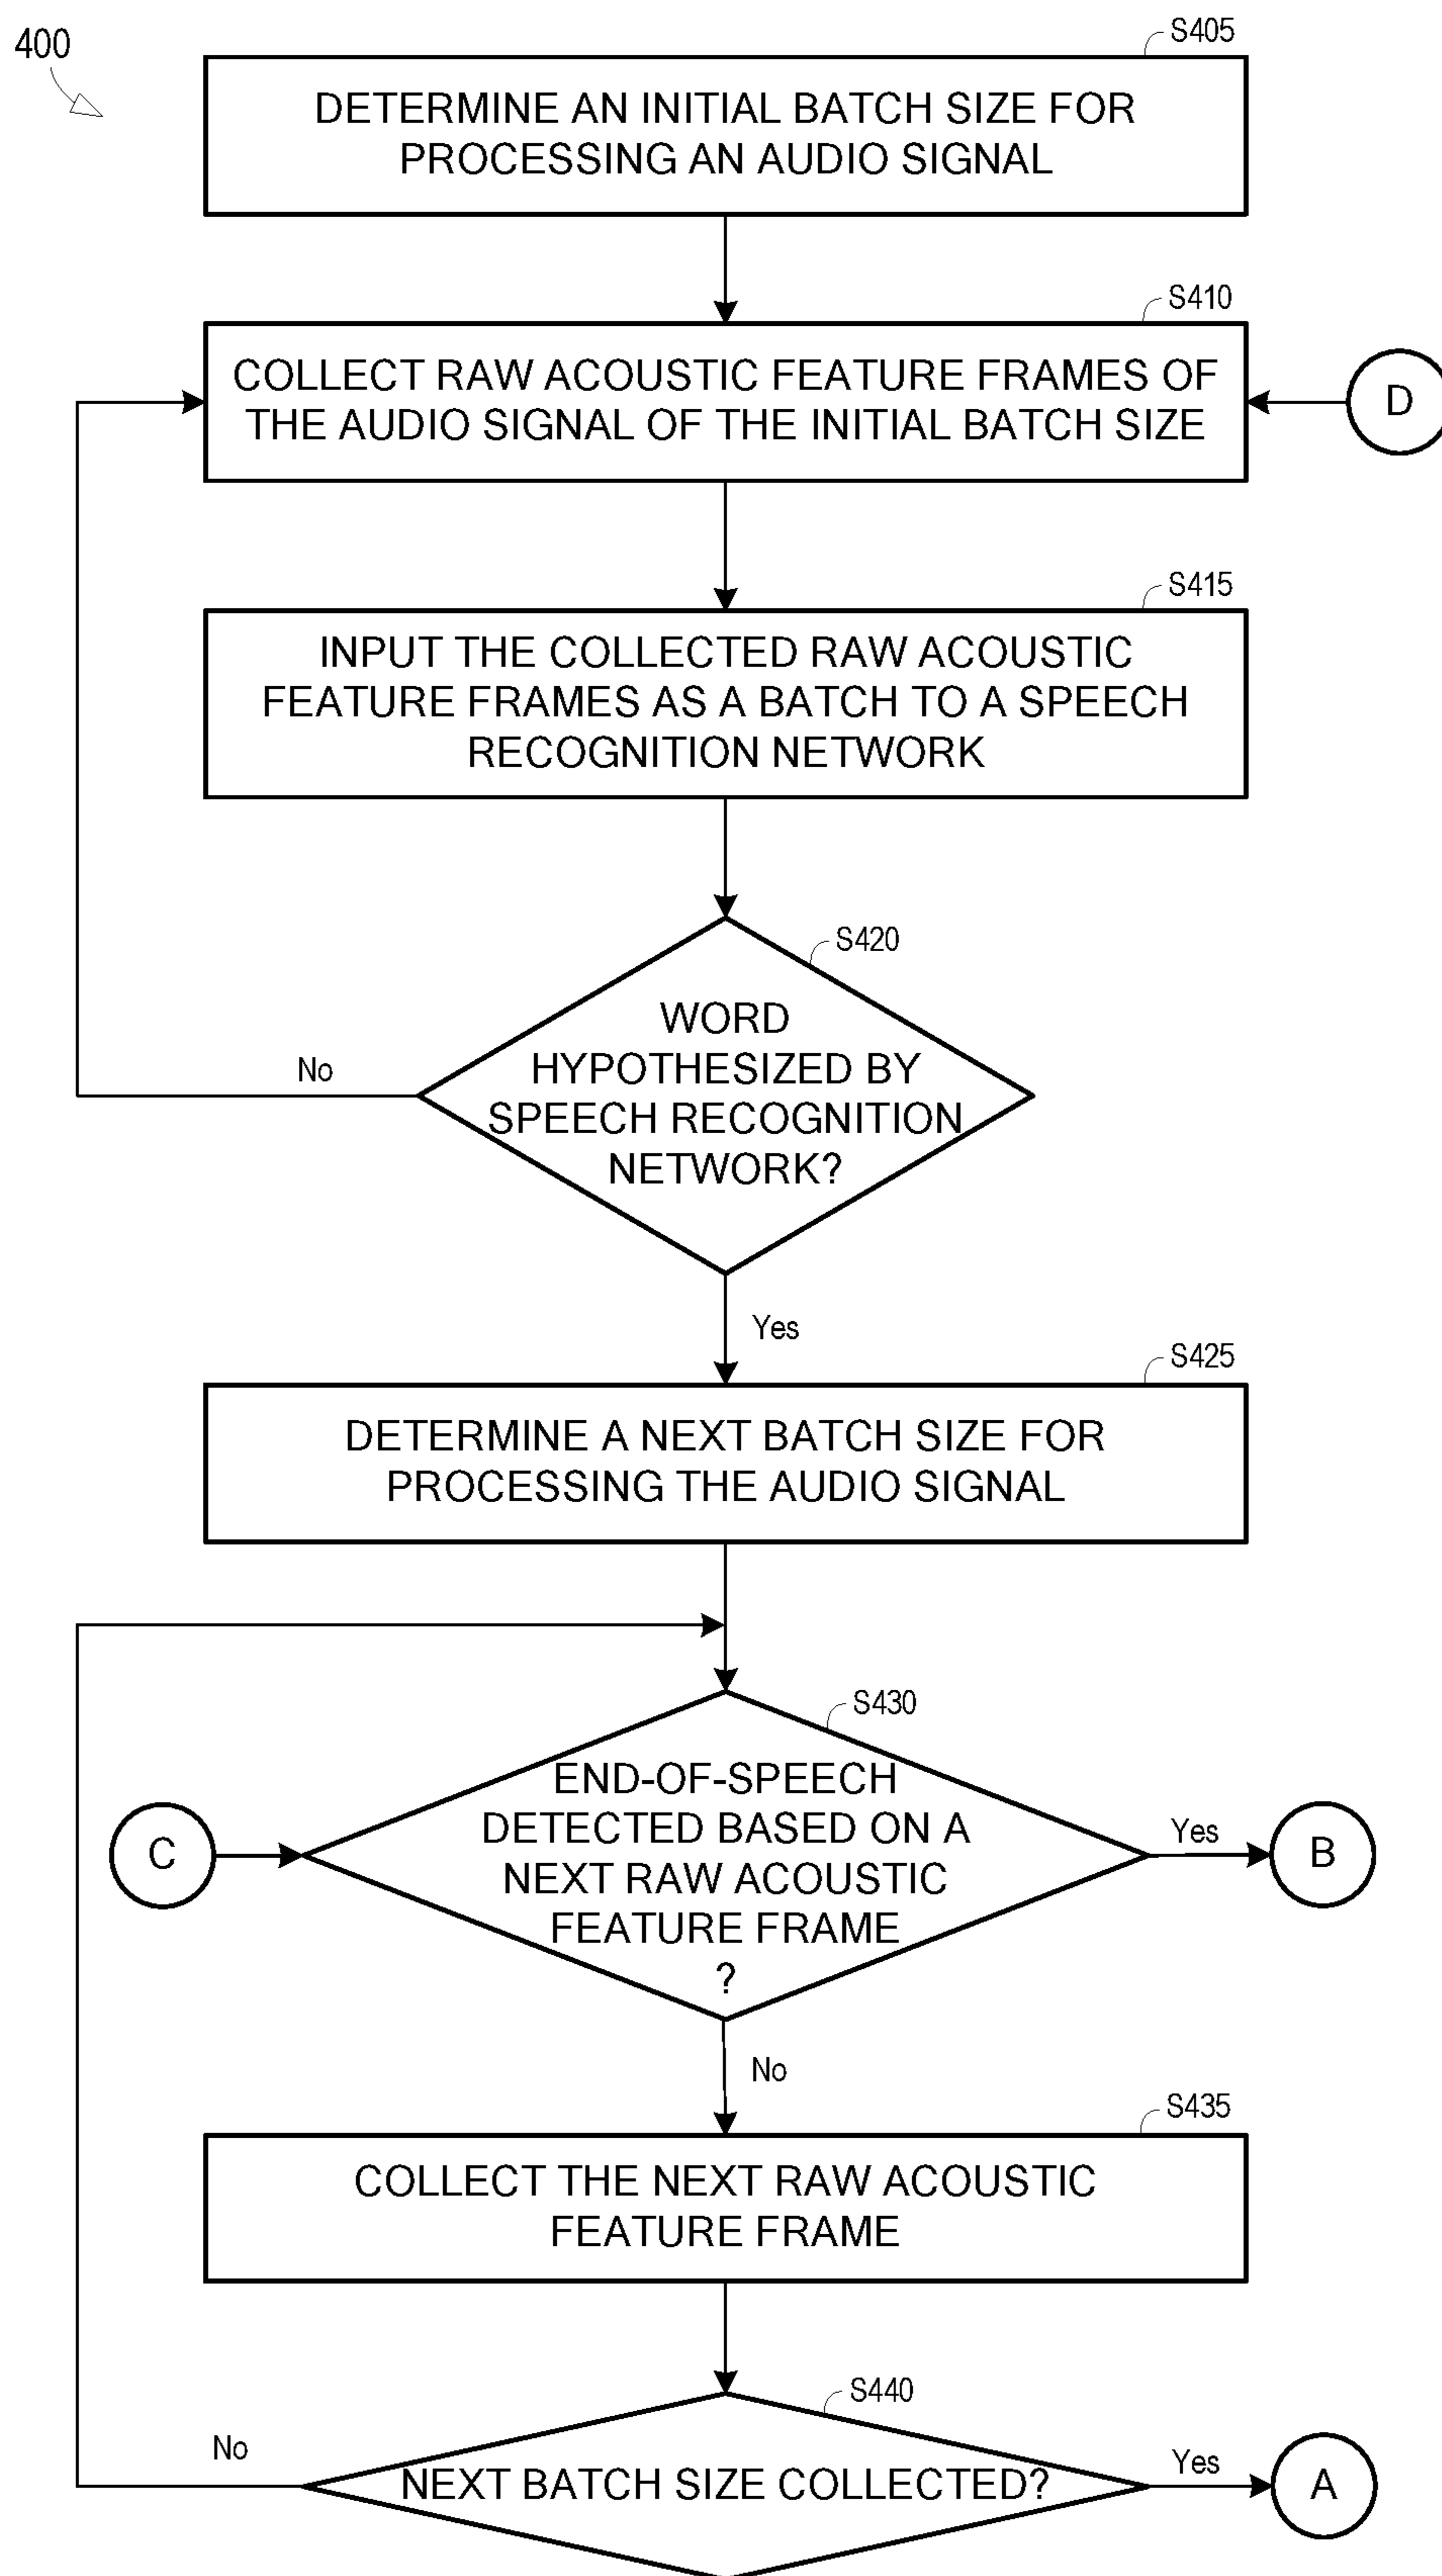 400
S405
DETERMINE AN INITIAL BATCH SIZE FOR
PROCESSING AN AUDIO SIGNAL
S410
COLLECT RAW ACOUSTIC FEATURE FRAMES OF
THE AUDIO SIGNAL OF THE INITIAL BATCH SIZE
D
S415
INPUT THE COLLECTED RAW ACOUSTIC
FEATURE FRAMES AS A BATCH TO A SPEECH
RECOGNITION NETWORK
S420
WORD
HYPOTHESIZED BY
SPEECH RECOGNITION
NETWORK?
No
Yes
S425
DETERMINE A NEXT BATCH SIZE FOR
PROCESSING THE AUDIO SIGNAL
S430
END-OF-SPEECH
DETECTED BASED ON A
NEXT RAW ACOUSTIC
FEATURE FRAME
?
C
Yes
B
No
S435
COLLECT THE NEXT RAW ACOUSTIC
FEATURE FRAME
S440
No
NEXT BATCH SIZE COLLECTED?
Yes
A